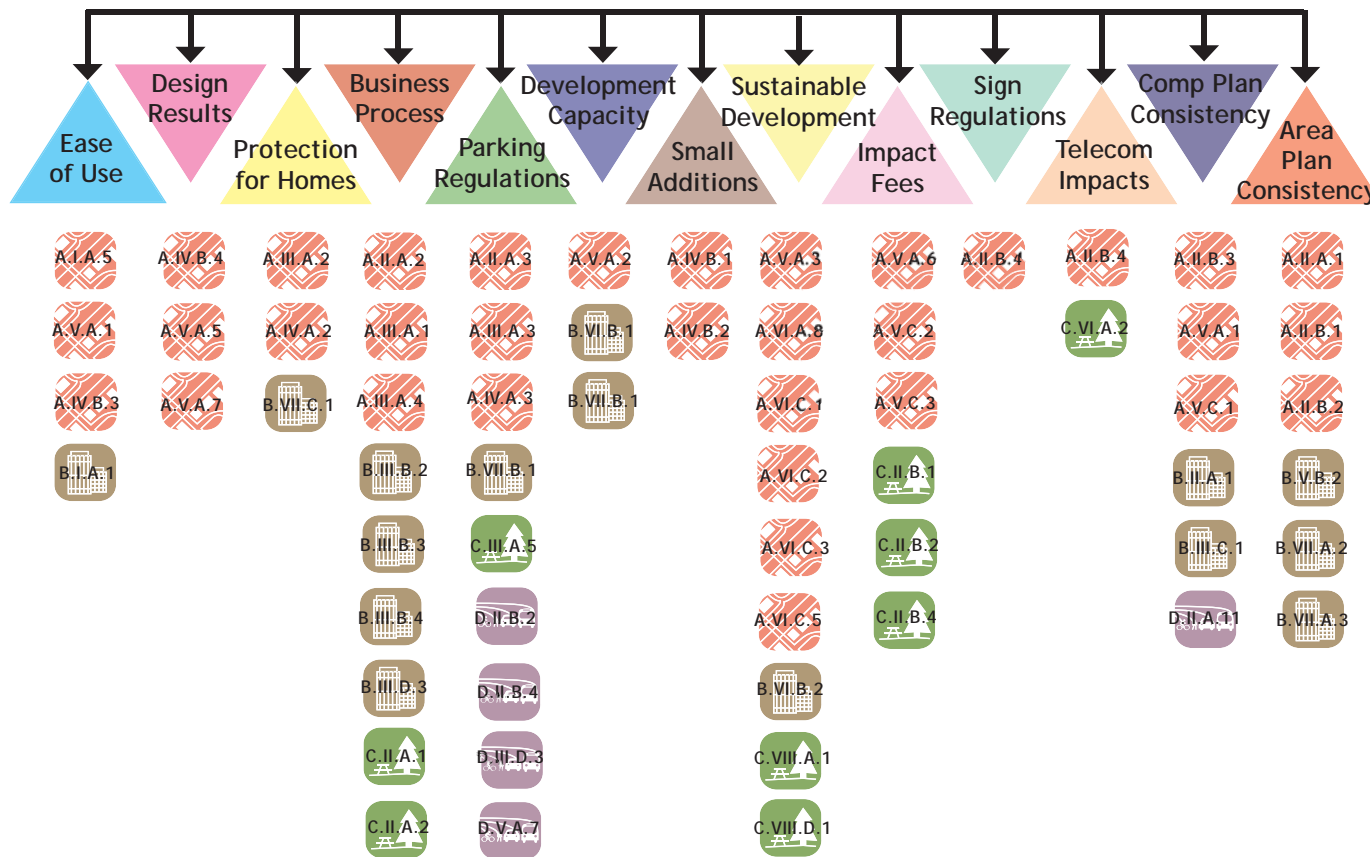 Ease
of Use
Design
Results
Protection
for Homes
Business
Process
Parking
Regulations
Development
Capacity
Small
Additions
Sustainable
Development
Impact
Fees
Sign
Regulations
Telecom
Impacts
Comp Plan
Consistency
Area
Plan
Consistency
A.I.A.5
A.IV.B.4
A.III.A.2
A.II.A.2
A.II.A.3
A.V.A.2
A.IV.B.1
A.V.A.3
A.V.A.6
A.II.B.4
A.II.B.4
A.II.B.3
A.II.A.1
A.V.A.1
A.V.A.5
A.IV.A.2
A.III.A.1
A.III.A.3
B.VI.B.1
A.IV.B.2
A.VI.A.8
A.V.C.2
C.VI.A.2
A.V.A.1
A.II.B.1
A.IV.B.3
A.V.A.7
B.VII.C.1
A.III.A.4
A.IV.A.3
B.VII.B.1
A.VI.C.1
A.V.C.3
A.V.C.1
A.II.B.2
B.I.A.1
B.III.B.2
B.VII.B.1
A.VI.C.2
C.II.B.1
B.II.A.1
B.V.B.2
B.III.B.3
C.III.A.5
A.VI.C.3
C.II.B.2
B.III.C.1
B.VII.A.2
B.III.B.4
D.II.B.2
A.VI.C.5
C.II.B.4
D.II.A.11
B.VII.A.3
B.III.D.3
D.II.B.4
B.VI.B.2
C.II.A.1
D.III.D.3
C.VIII.A.1
C.II.A.2
D.V.A.7
C.VIII.D.1